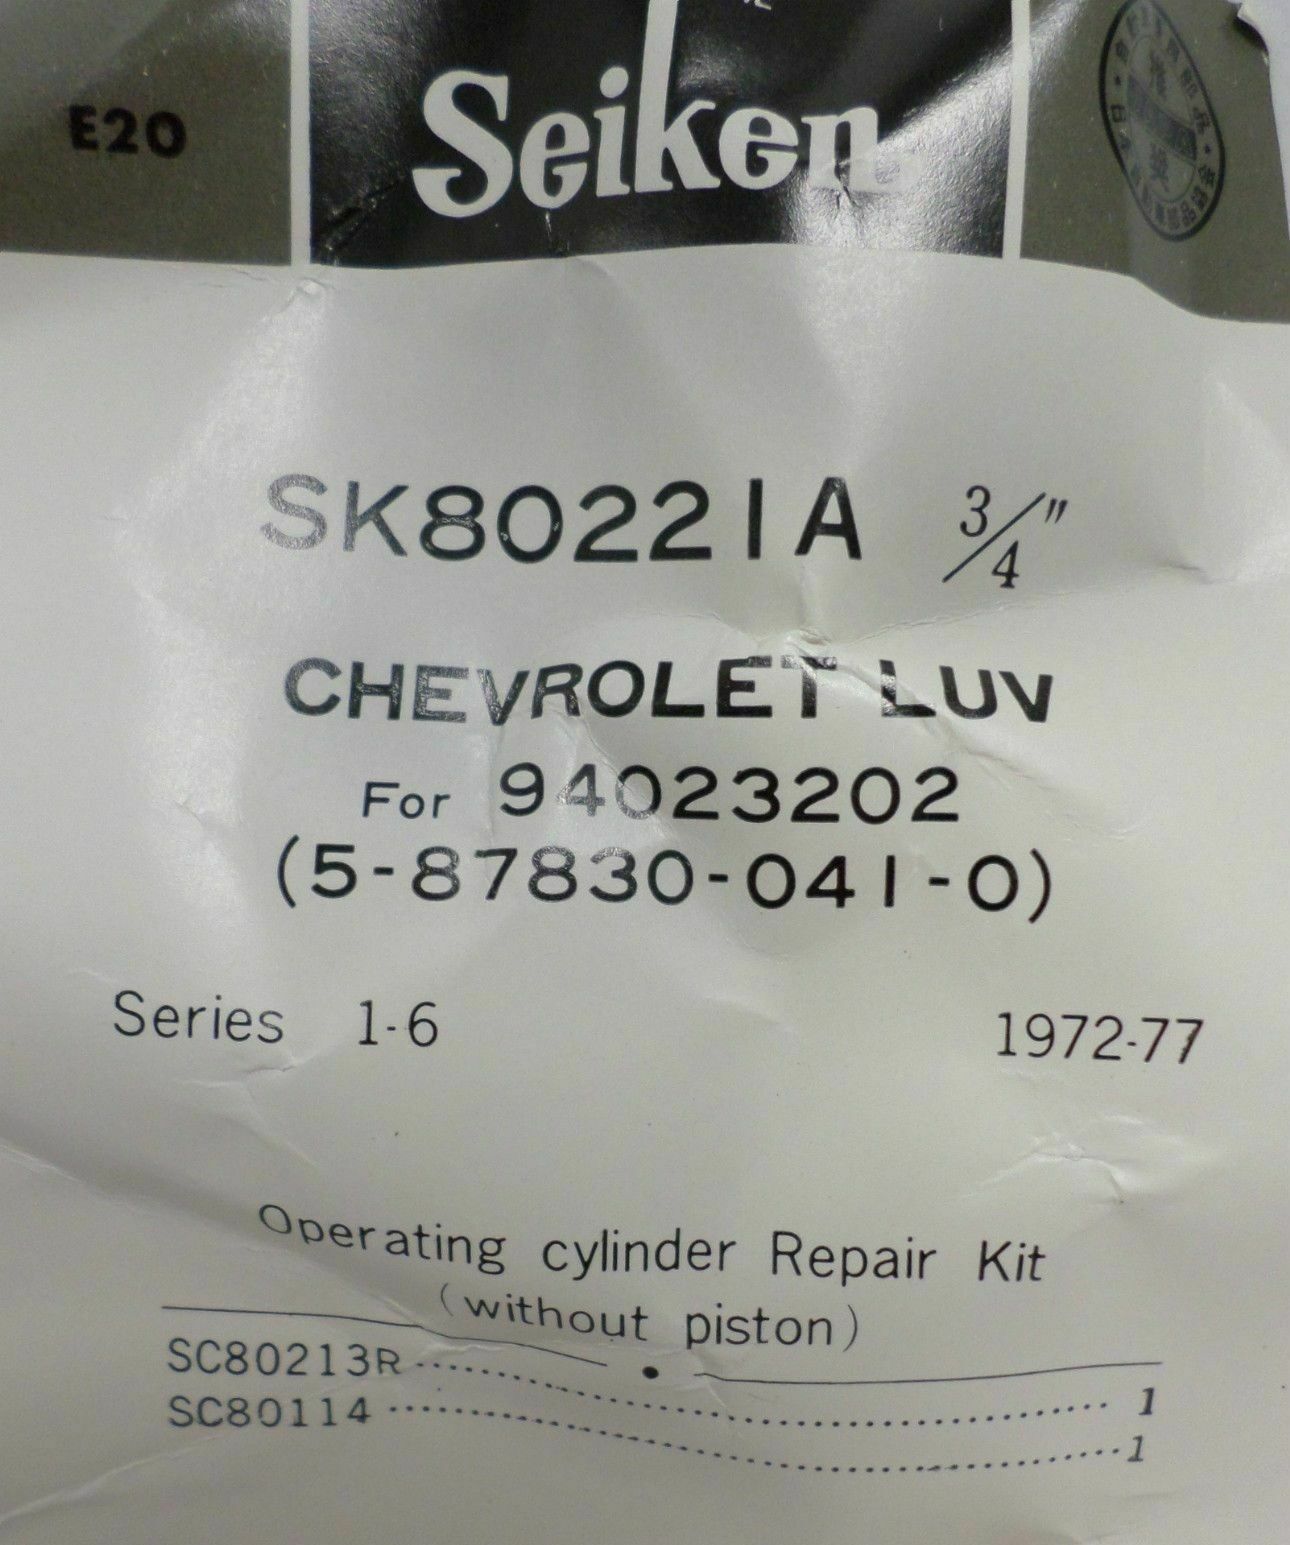 E20
Seiken
SK80221A 3/4"
CHEVROLET LUV
For 94023202
(5-87830-041-0)
Series 1-6 1972-77
Operating cylinder Repair Kit
(without piston)
SC80213R 1
SC80114 1